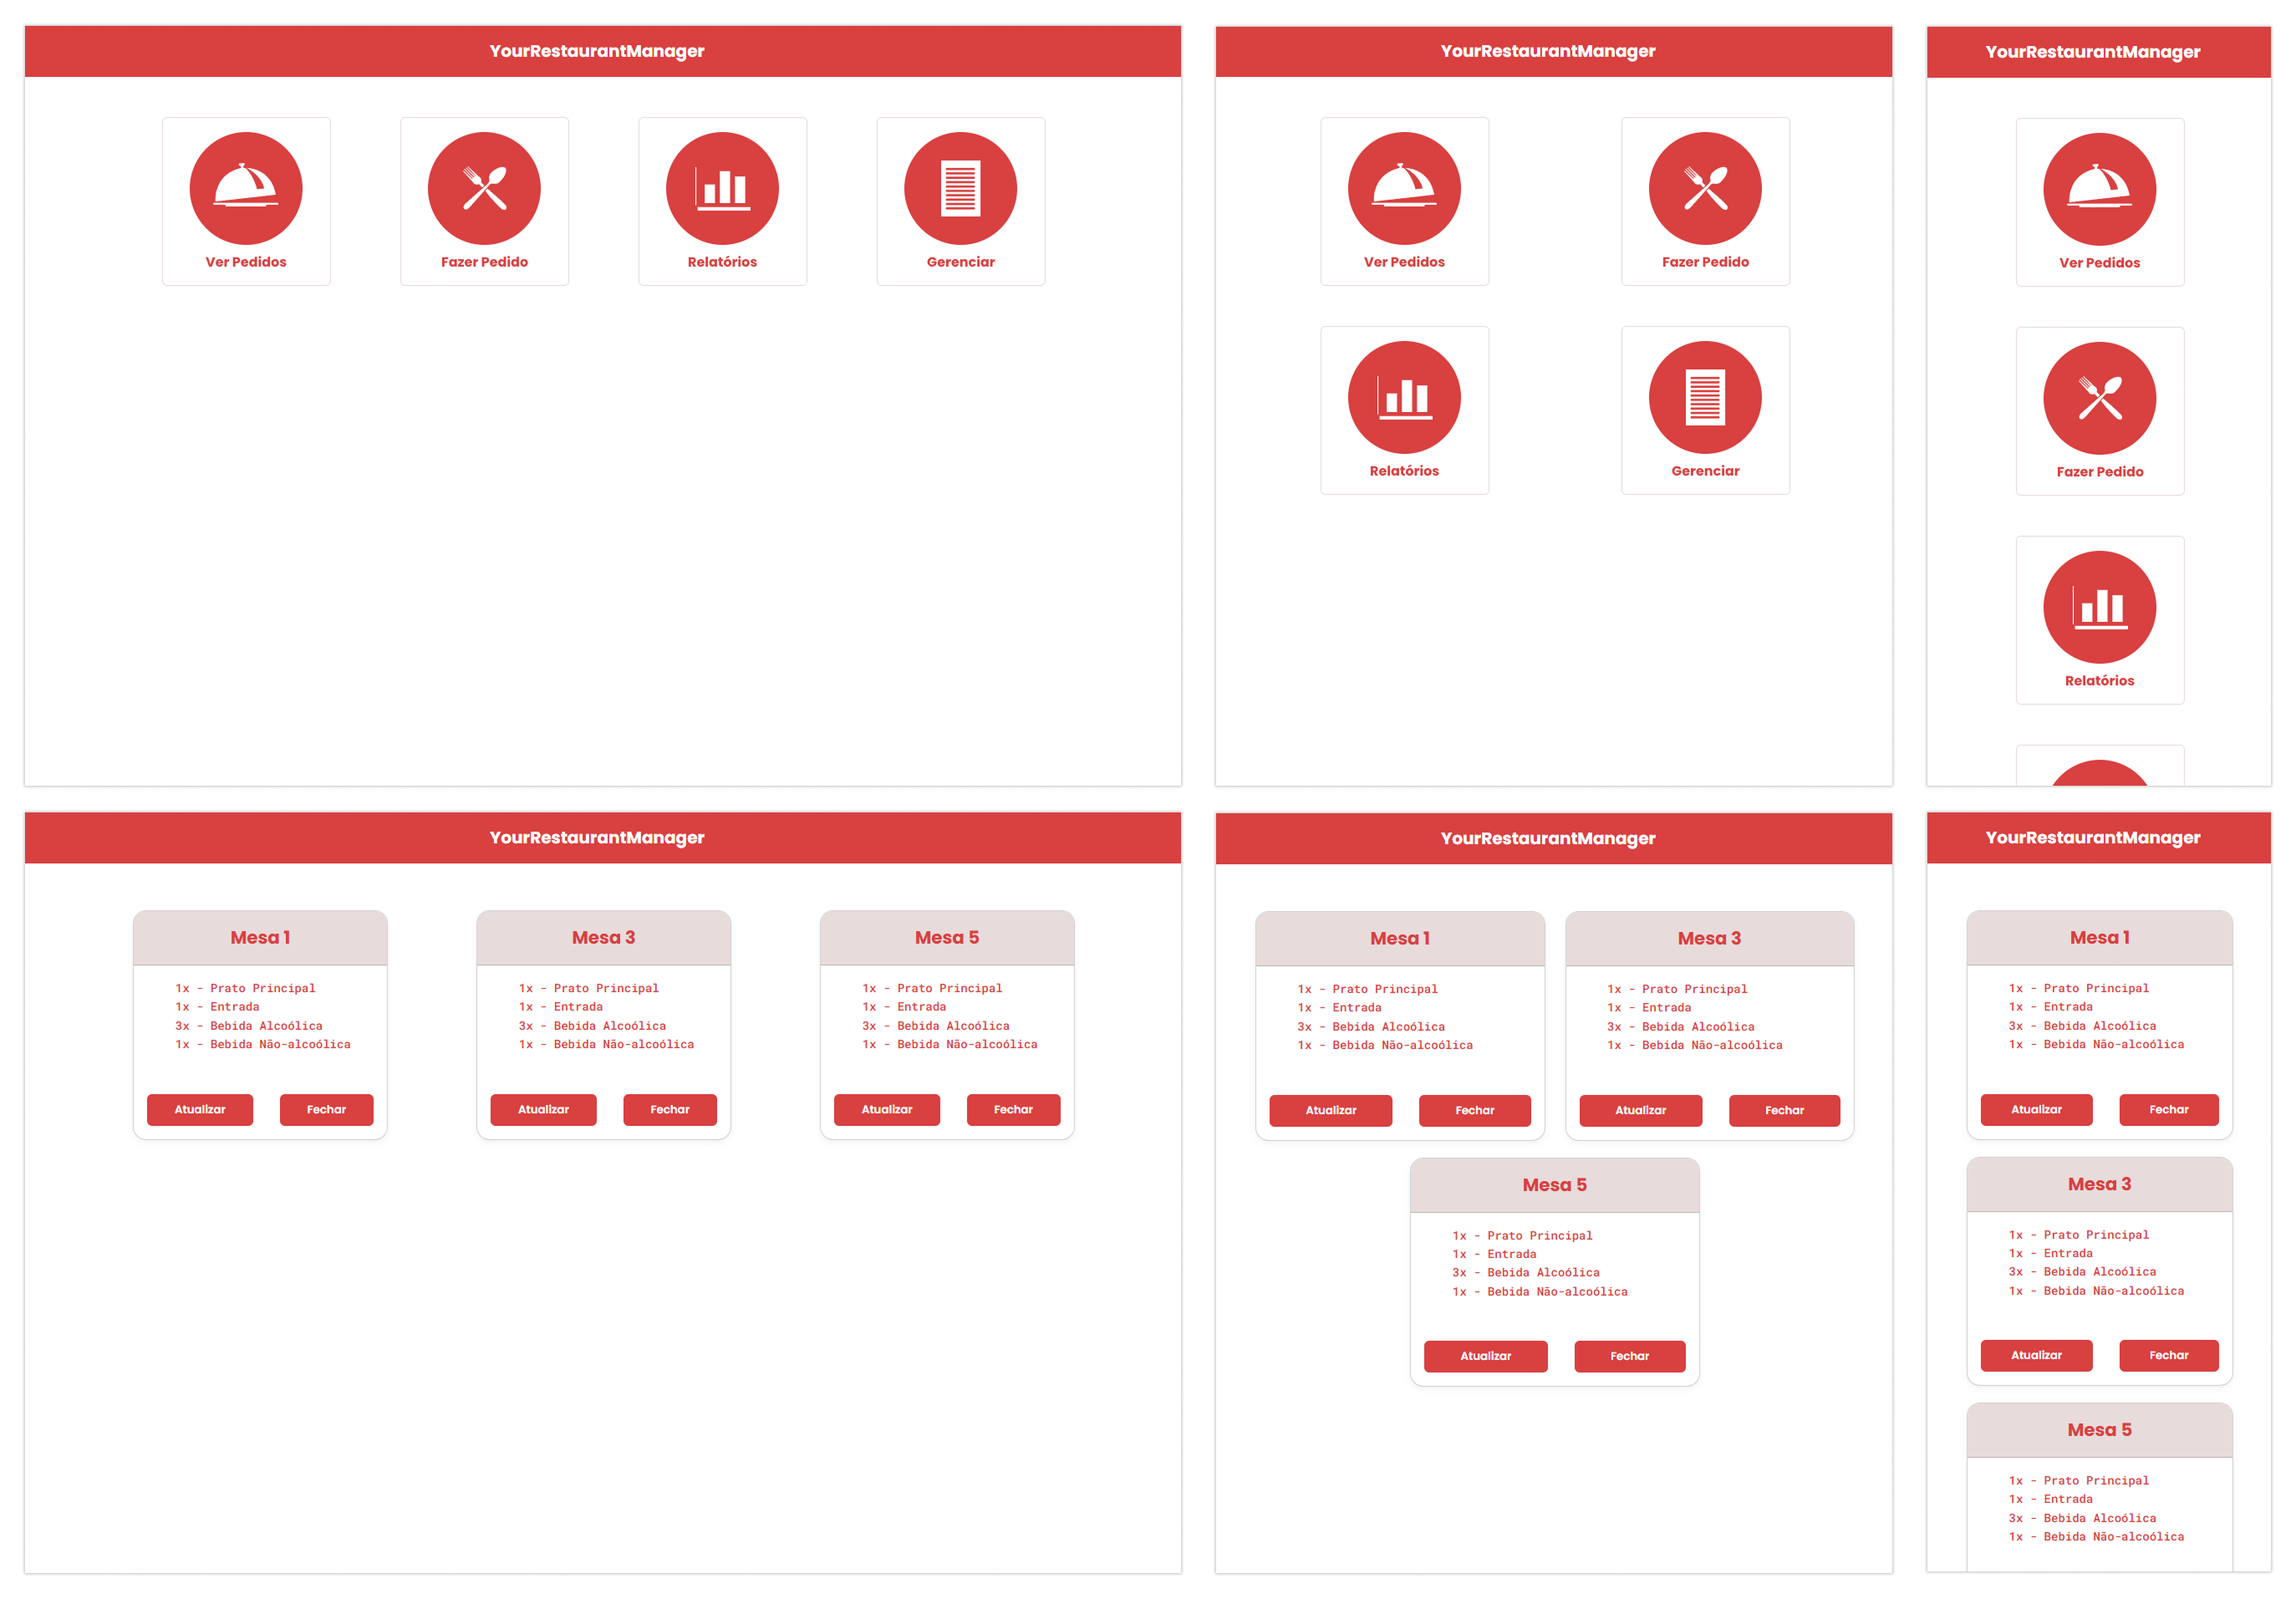 YourRestaurantManager
Ver Pedidos
Fazer Pedido
Relatórios
Gerenciar
YourRestaurantManager
Ver Pedidos
Fazer Pedido
Relatórios
Gerenciar
YourRestaurantManager
Ver Pedidos
Fazer Pedido
Relatórios
YourRestaurantManager
Mesa 1
1x - Prato Principal
1x - Entrada
3x - Bebida Alcoólica
1x - Bebida Não-alcoólica
Atualizar
Fechar
Mesa 3
1x - Prato Principal
1x - Entrada
3x - Bebida Alcoólica
1x - Bebida Não-alcoólica
Atualizar
Fechar
Mesa 5
1x - Prato Principal
1x - Entrada
3x - Bebida Alcoólica
1x - Bebida Não-alcoólica
Atualizar
Fechar
YourRestaurantManager
Mesa 1
1x - Prato Principal
1x - Entrada
3x - Bebida Alcoólica
1x - Bebida Não-alcoólica
Atualizar
Fechar
Mesa 3
1x - Prato Principal
1x - Entrada
3x - Bebida Alcoólica
1x - Bebida Não-alcoólica
Atualizar
Fechar
Mesa 5
1x - Prato Principal
1x - Entrada
3x - Bebida Alcoólica
1x - Bebida Não-alcoólica
Atualizar
Fechar
YourRestaurantManager
Mesa 1
1x - Prato Principal
1x - Entrada
3x - Bebida Alcoólica
1x - Bebida Não-alcoólica
Atualizar
Fechar
Mesa 3
1x - Prato Principal
1x - Entrada
3x - Bebida Alcoólica
1x - Bebida Não-alcoólica
Atualizar
Fechar
Mesa 5
1x - Prato Principal
1x - Entrada
3x - Bebida Alcoólica
1x - Bebida Não-alcoólica